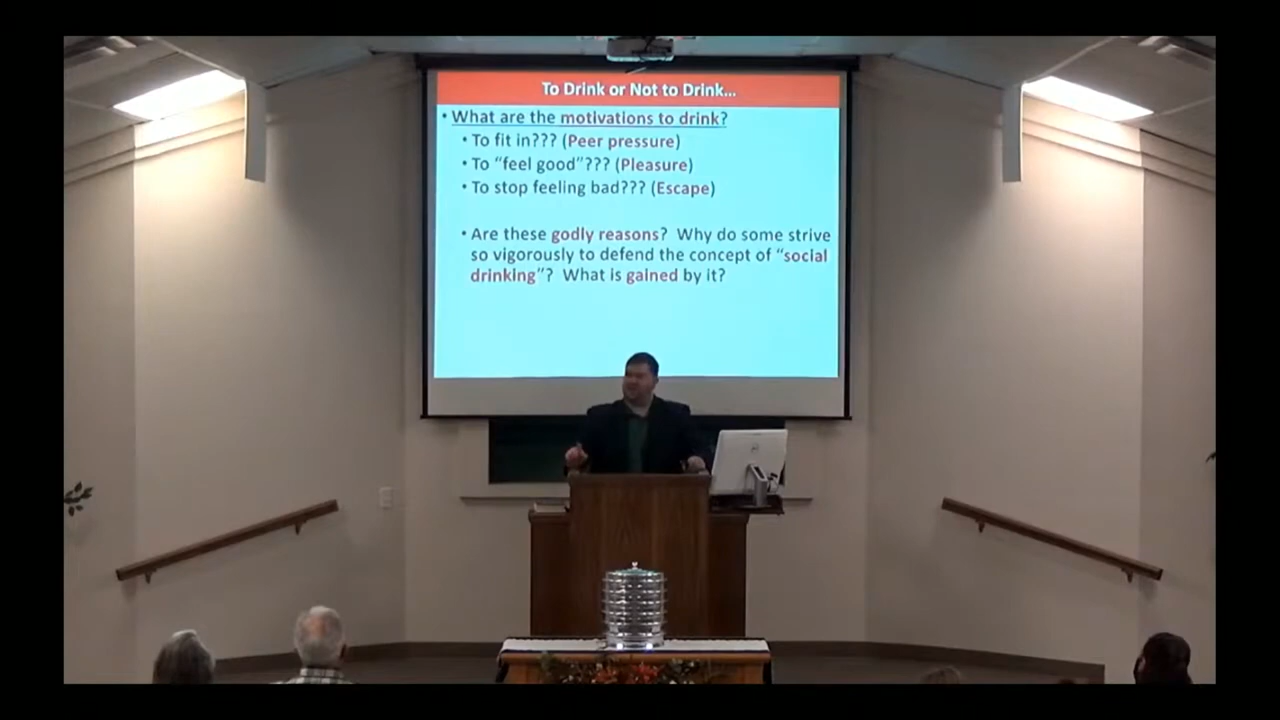 To Drink or Not to Drink...
• What are the motivations to drink?
• To fit in??? (Peer pressure)
• To “feel good”??? (Pleasure)
• To stop feeling bad??? (Escape)
• Are these godly reasons?  Why do some strive
so vigorously to defend the concept of “social
drinking”?  What is gained by it?